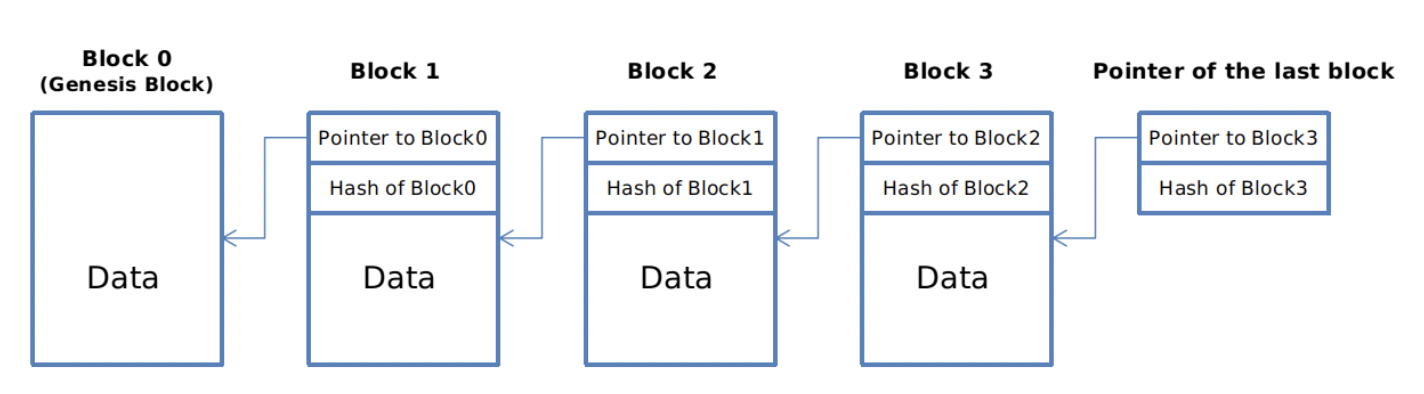 Block 0
(Genesis Block)
Block 1
Block 2
Block 3
Pointer of the last block
Data
Pointer to Block0
Hash of Block0
Data
Pointer to Block1
Hash of Block1
Data
Pointer to Block2
Hash of Block2
Data
Pointer to Block3
Hash of Block3